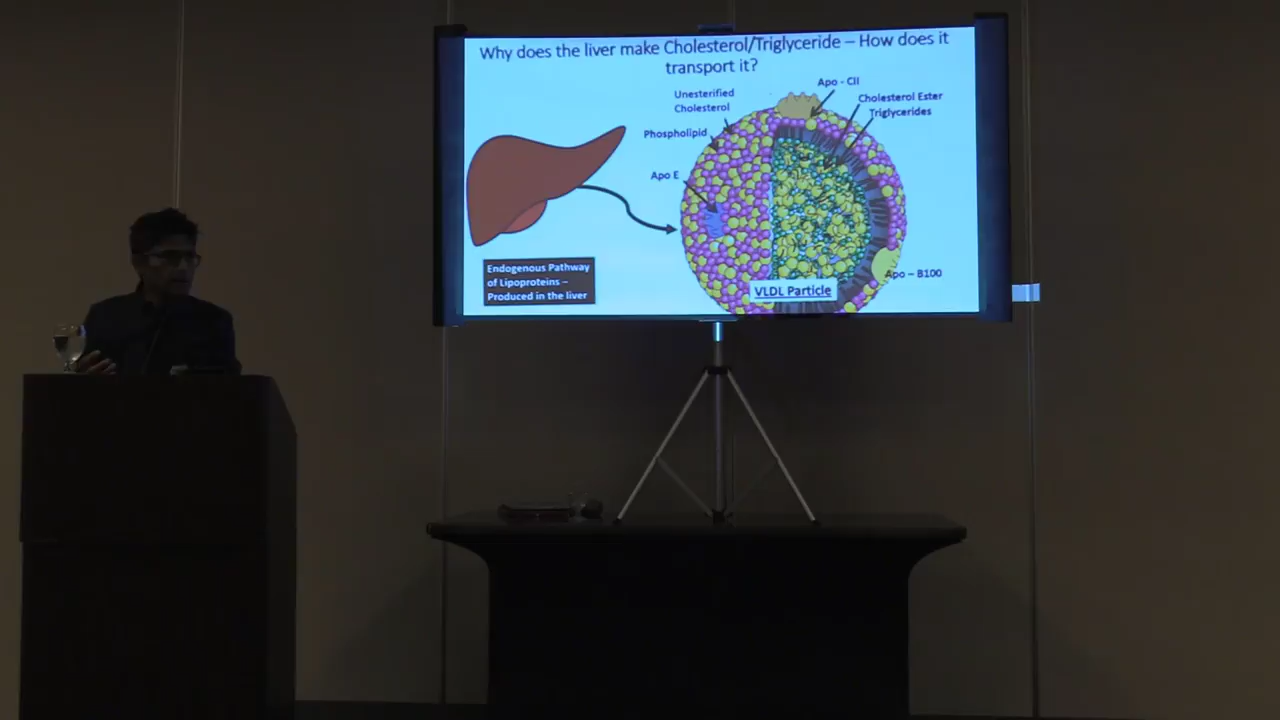 Why does the liver make Cholesterol/Triglyceride – How does it
transport it?
Apo - CII
Unesterified
Cholesterol
Cholesterol Ester
Triglycerides
Phospholipid
Apo E
Endogenous Pathway
of Lipoproteins –
Produced in the liver
Apo – B100
VLDL Particle